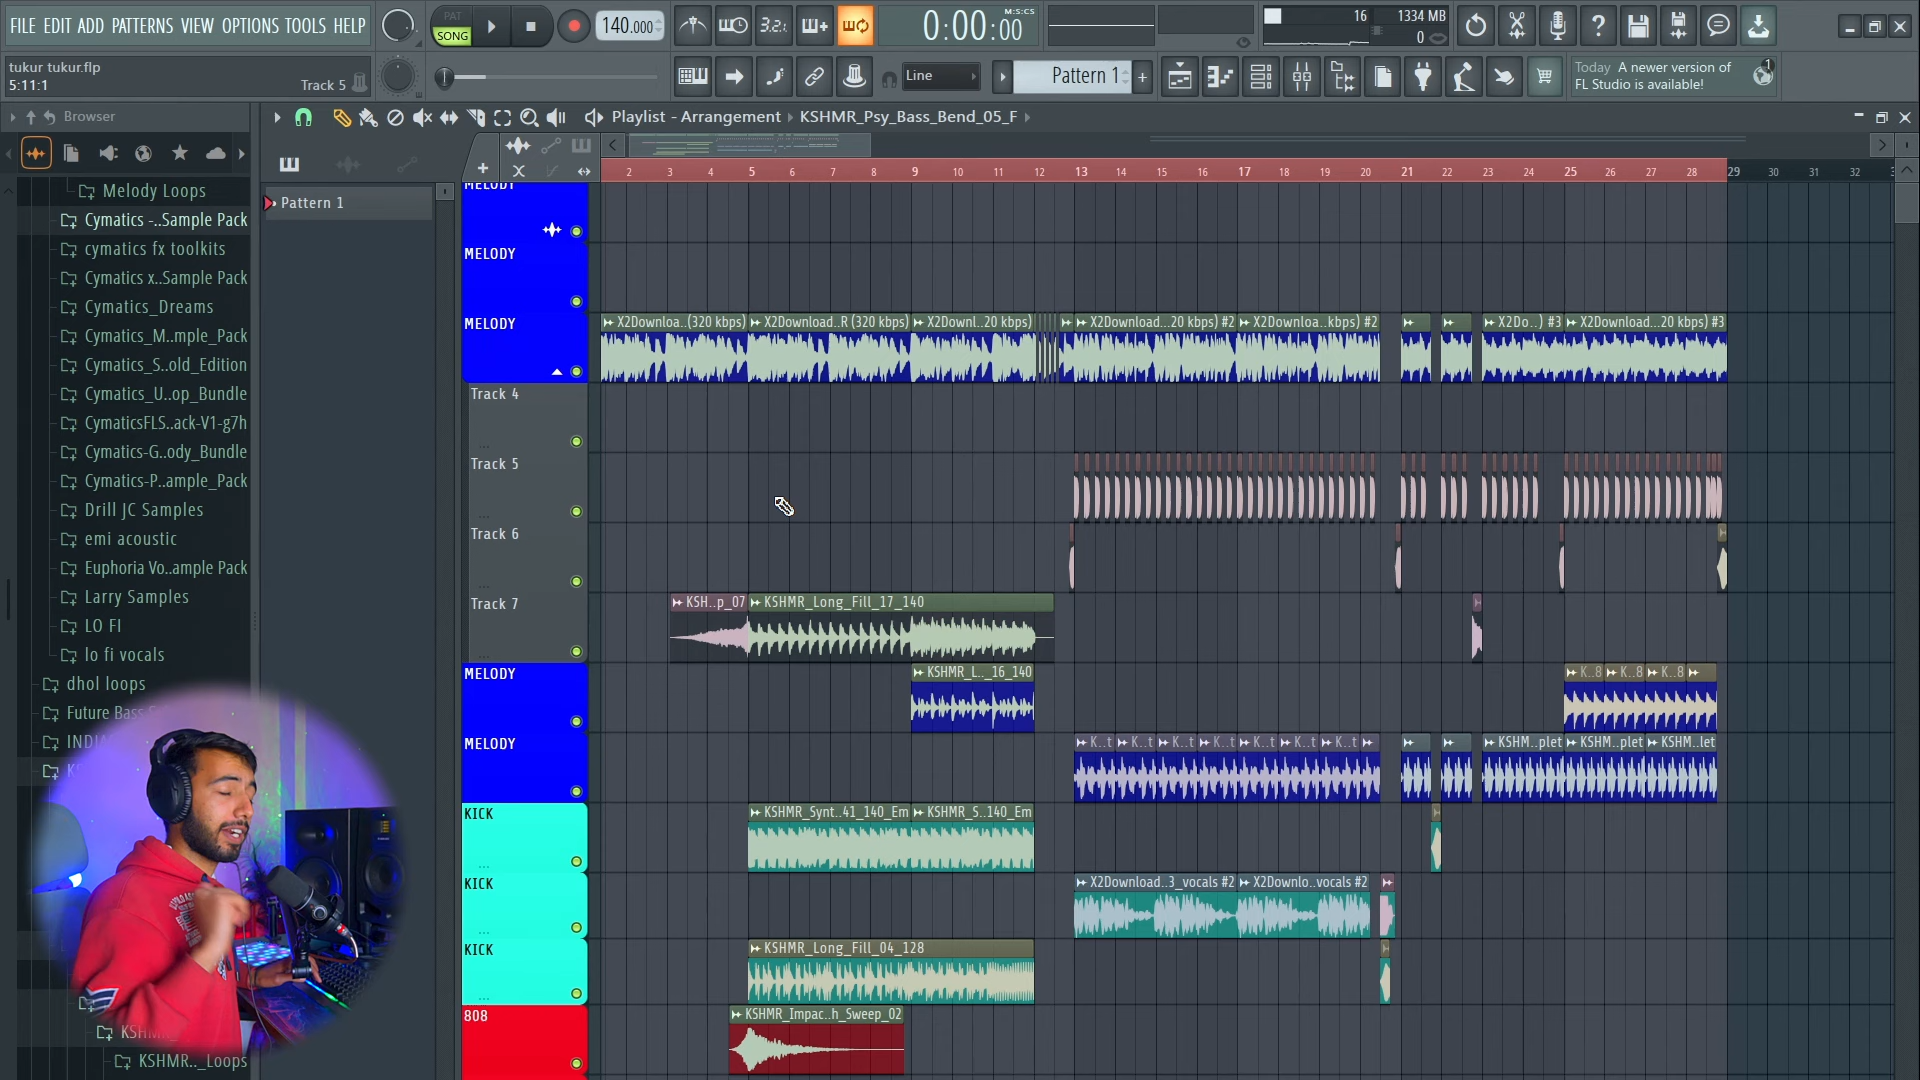 FILE EDIT ADD PATTERNS VIEW OPTIONS TOOLS HELP
PAT
SONG
140.000
3.2.
0:00:00
M:S:CS
16
1334 MB
0
tukur tukur.flp
5:11:1
Track 5
Line
Pattern 1
Today A newer version of
FL Studio is available!
1
Browser
Playlist - Arrangement
KSHMR_Psy_Bass_Bend_05_F
2 3 4 5 6 7 8 9 10 11 12 13 14 15 16 17 18 19 20 21 22 23 24 25 26 27 28 29 30 31 32
Melody Loops
Cymatics -..Sample Pack
cymatics fx toolkits
Cymatics x..Sample Pack
Cymatics_Dreams
Cymatics_M..mple_Pack
Cymatics_S..old_Edition
Cymatics_U..op_Bundle
CymaticsFLS..ack-V1-g7h
Cymatics-G..ody_Bundle
Cymatics-P..ample_Pack
Drill JC Samples
emi acoustic
Euphoria Vo..ample Pack
Larry Samples
LO FI
lo fi vocals
dhol loops
Future Bass
INDI
KSHMR_
KSHMR.._Loops
Pattern 1
MELODY
MELODY
MELODY
X2Downloa..(320 kbps)
X2Download..R (320 kbps)
X2Downl..20 kbps)
X2Download...20 kbps) #2
X2Downloa..kbps) #2
X2Do..) #3
X2Download...20 kbps) #3
Track 4
Track 5
Track 6
Track 7
KSH..p_07
KSHMR_Long_Fill_17_140
MELODY
KSHMR_L.._16_140
K..8
K..8
K..8
MELODY
K..t
K..t
K..t
K..t
K..t
K..t
K..t
KSHM..plet
KSHM..plet
KSHM..let
KICK
KSHMR_Synt..41_140_Em
KSHMR_S..140_Em
KICK
X2Download..3_vocals #2
X2Downlo..vocals #2
KICK
KSHMR_Long_Fill_04_128
808
KSHMR_Impac..h_Sweep_02